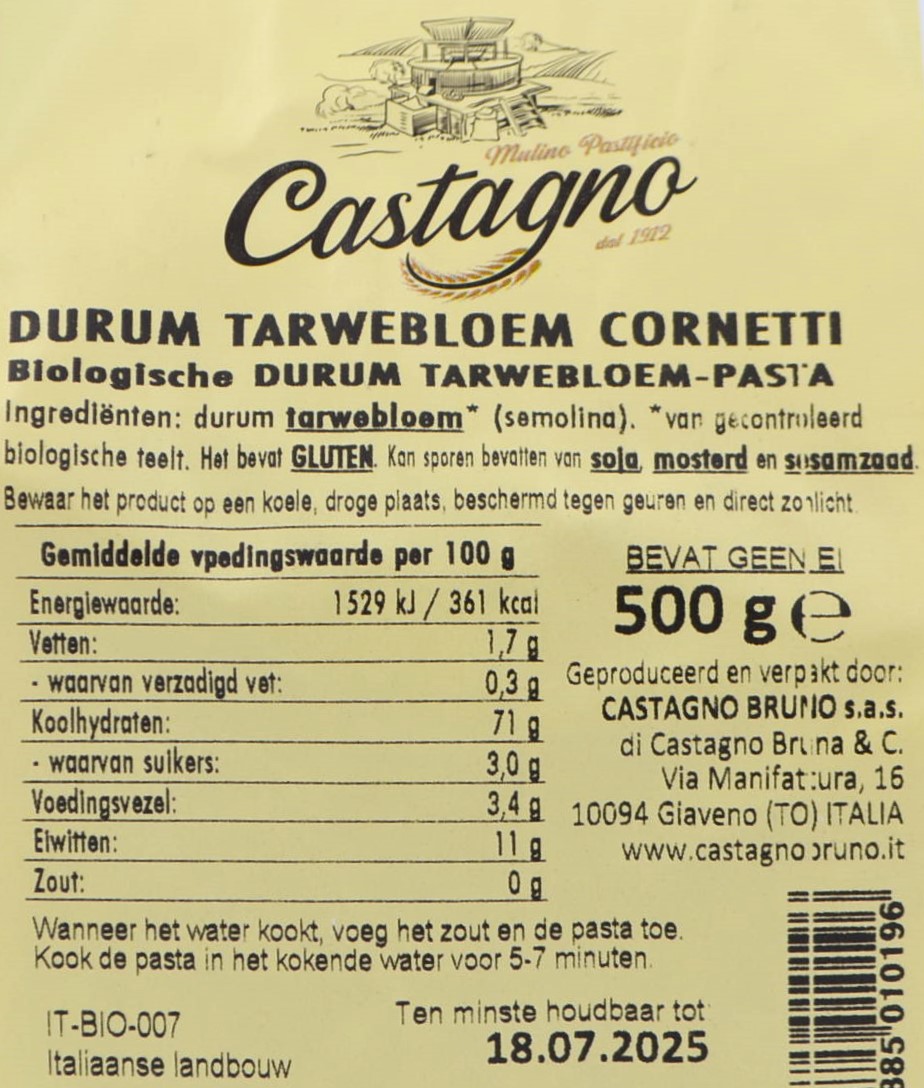 Mulino Pastificio
Castagno
dal 1912
DURUM TARWEBLOEM CORNETTI
Biologische DURUM TARWEBLOEM-PASTA
Ingrediënten: durum tarwebloem* (semolina). *van gecontroleerd
biologische teelt. Het bevat GLUTEN. Kan sporen bevatten van soja, mosterd en sesamzaad.
Bewaar het product op een koele, droge plaats, beschermd tegen geuren en direct zonlicht.
Gemiddelde vpedingswaarde per 100 g
Energiewaarde: 1529 kJ / 361 kcal
Vetten: 1,7 g
- waarvan verzadigd vet: 0,3 g
Koolhydraten: 71 g
- waarvan suikers: 3,0 g
Voedingsvezel: 3,4 g
Eiwitten: 11 g
Zout: 0 g
BEVAT GEEN EI
500 g e
Geproduceerd en verpakt door:
CASTAGNO BRUNO s.a.s.
di Castagno Bruna & C.
Via Manifattura, 16
10094 Giaveno (TO) ITALIA
www.castagnobruno.it
Wanneer het water kookt, voeg het zout en de pasta toe.
Kook de pasta in het kokende water voor 5-7 minuten.
IT-BIO-007
Italiaanse landbouw
Ten minste houdbaar tot
18.07.2025
885 010196